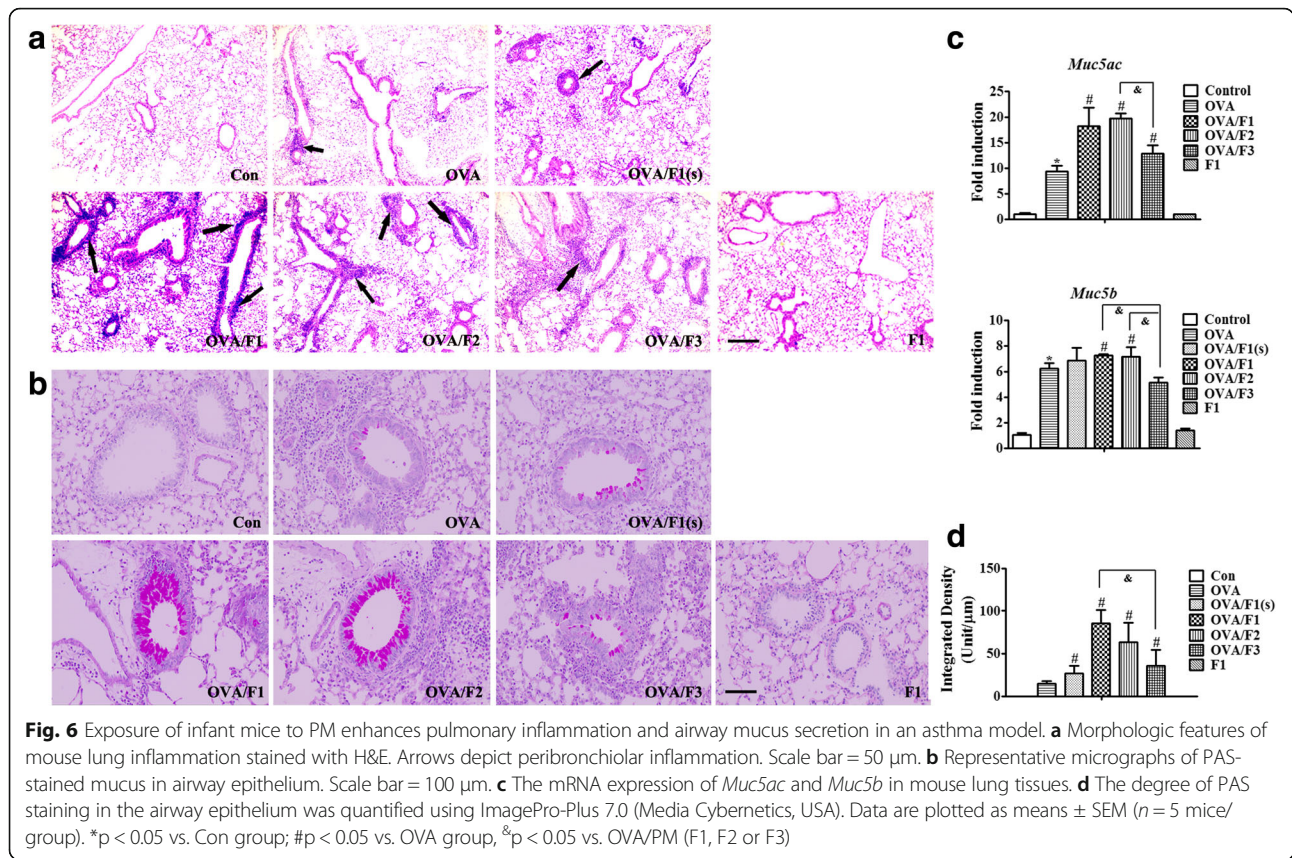 a
Con
OVA
OVA/F1(s)
OVA/F1
OVA/F2
OVA/F3
F1
b
Con
OVA
OVA/F1(s)
OVA/F1
OVA/F2
OVA/F3
F1
c
Muc5ac
Fold induction
25
20
15
10
5
0
*
#
#
&
#
Control
OVA
OVA/F1
OVA/F2
OVA/F3
F1
Muc5b
Fold induction
10
8
6
4
2
0
*
#
#
&
&
Control
OVA
OVA/F1(s)
OVA/F1
OVA/F2
OVA/F3
F1
d
Integrated Density
(Unit/μm)
150
100
50
0
#
#
#
#
&
Con
OVA
OVA/F1(s)
OVA/F1
OVA/F2
OVA/F3
F1
Fig. 6 Exposure of infant mice to PM enhances pulmonary inflammation and airway mucus secretion in an asthma model. a Morphologic features of
mouse lung inflammation stained with H&E. Arrows depict peribronchiolar inflammation. Scale bar = 50 μm. b Representative micrographs of PAS-
stained mucus in airway epithelium. Scale bar = 100 μm. c The mRNA expression of Muc5ac and Muc5b in mouse lung tissues. d The degree of PAS
staining in the airway epithelium was quantified using ImagePro-Plus 7.0 (Media Cybernetics, USA). Data are plotted as means ± SEM (n = 5 mice/
group). *p < 0.05 vs. Con group; #p < 0.05 vs. OVA group, &p < 0.05 vs. OVA/PM (F1, F2 or F3)